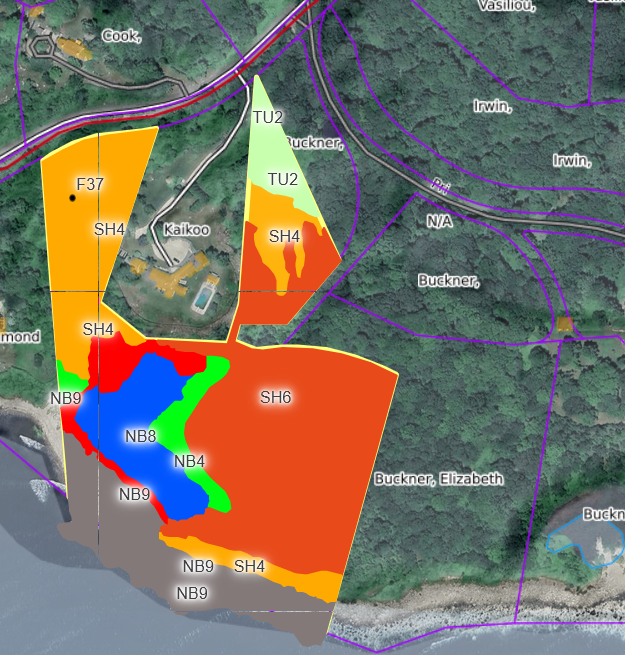 Vasiliou,
Cook,
Irwin,
TU2
Buckner,
Irwin,
TU2
F37
Pri
N/A
SH4
Kaikoo
SH4
Buckner,
SH4
mond
NB9
SH6
NB8
NB4
Buckner, Elizabeth
NB9
Buckn
NB9
SH4
NB9